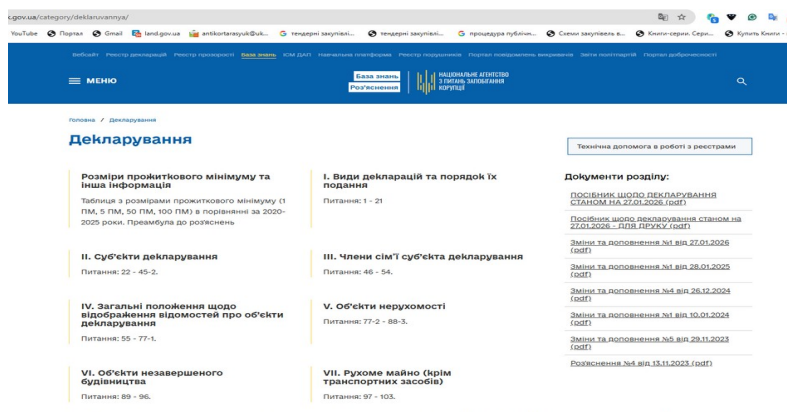 k.gov.ua/category/deklaruvannya/
YouTube Портал Gmail land.gov.ua antikortarasyuk@uk... тендерні закупівлі... тендерні закупівлі... процедура публічн... Схеми закупівель в... Книги-серии. Сери... Купить Книги -
Вебсайт Реєстр декларацій Реєстр прозорості База знань ЮМ ДАП Навчальна платформа Реєстр порушників Портал повідомлень викривачів Звіти політпартій Портал доброчесності
МЕНЮ
База знань
Роз'яснення
НАЦІОНАЛЬНЕ АГЕНТСТВО
З ПИТАНЬ ЗАПОБІГАННЯ
КОРУПЦІЇ
Головна / Декларування
Декларування
Розміри прожиткового мінімуму та
інша інформація
Таблиця з розмірами прожиткового мінімуму (1
ПМ, 5 ПМ, 50 ПМ, 100 ПМ) в порівнянні за 2020-
2025 роки. Преамбула до роз'яснень
I. Види декларацій та порядок їх
подання
Питання: 1 - 21
II. Суб'єкти декларування
Питання: 22 - 45-2.
III. Члени сім'ї суб'єкта декларування
Питання: 46 - 54.
IV. Загальні положення щодо
відображення відомостей про об'єкти
декларування
Питання: 55 - 77-1.
V. Об'єкти нерухомості
Питання: 77-2 - 88-3.
VI. Об'єкти незавершеного
будівництва
Питання: 89 - 96.
VII. Рухоме майно (крім
транспортних засобів)
Питання: 97 - 103.
Технічна допомога в роботі з реєстрами
Документи розділу:
ПОСІБНИК ЩОДО ДЕКЛАРУВАННЯ
СТАНОМ НА 27.01.2026 (pdf)
Посібник щодо декларування станом на
27.01.2026 - ДЛЯ ДРУКУ (pdf)
Зміни та доповнення №1 від 27.01.2026
(pdf)
Зміни та доповнення №1 від 28.01.2025
(pdf)
Зміни та доповнення №4 від 26.12.2024
(pdf)
Зміни та доповнення №1 від 10.01.2024
(pdf)
Зміни та доповнення №5 від 29.11.2023
(pdf)
Роз'яснення №4 від 13.11.2023 (pdf)